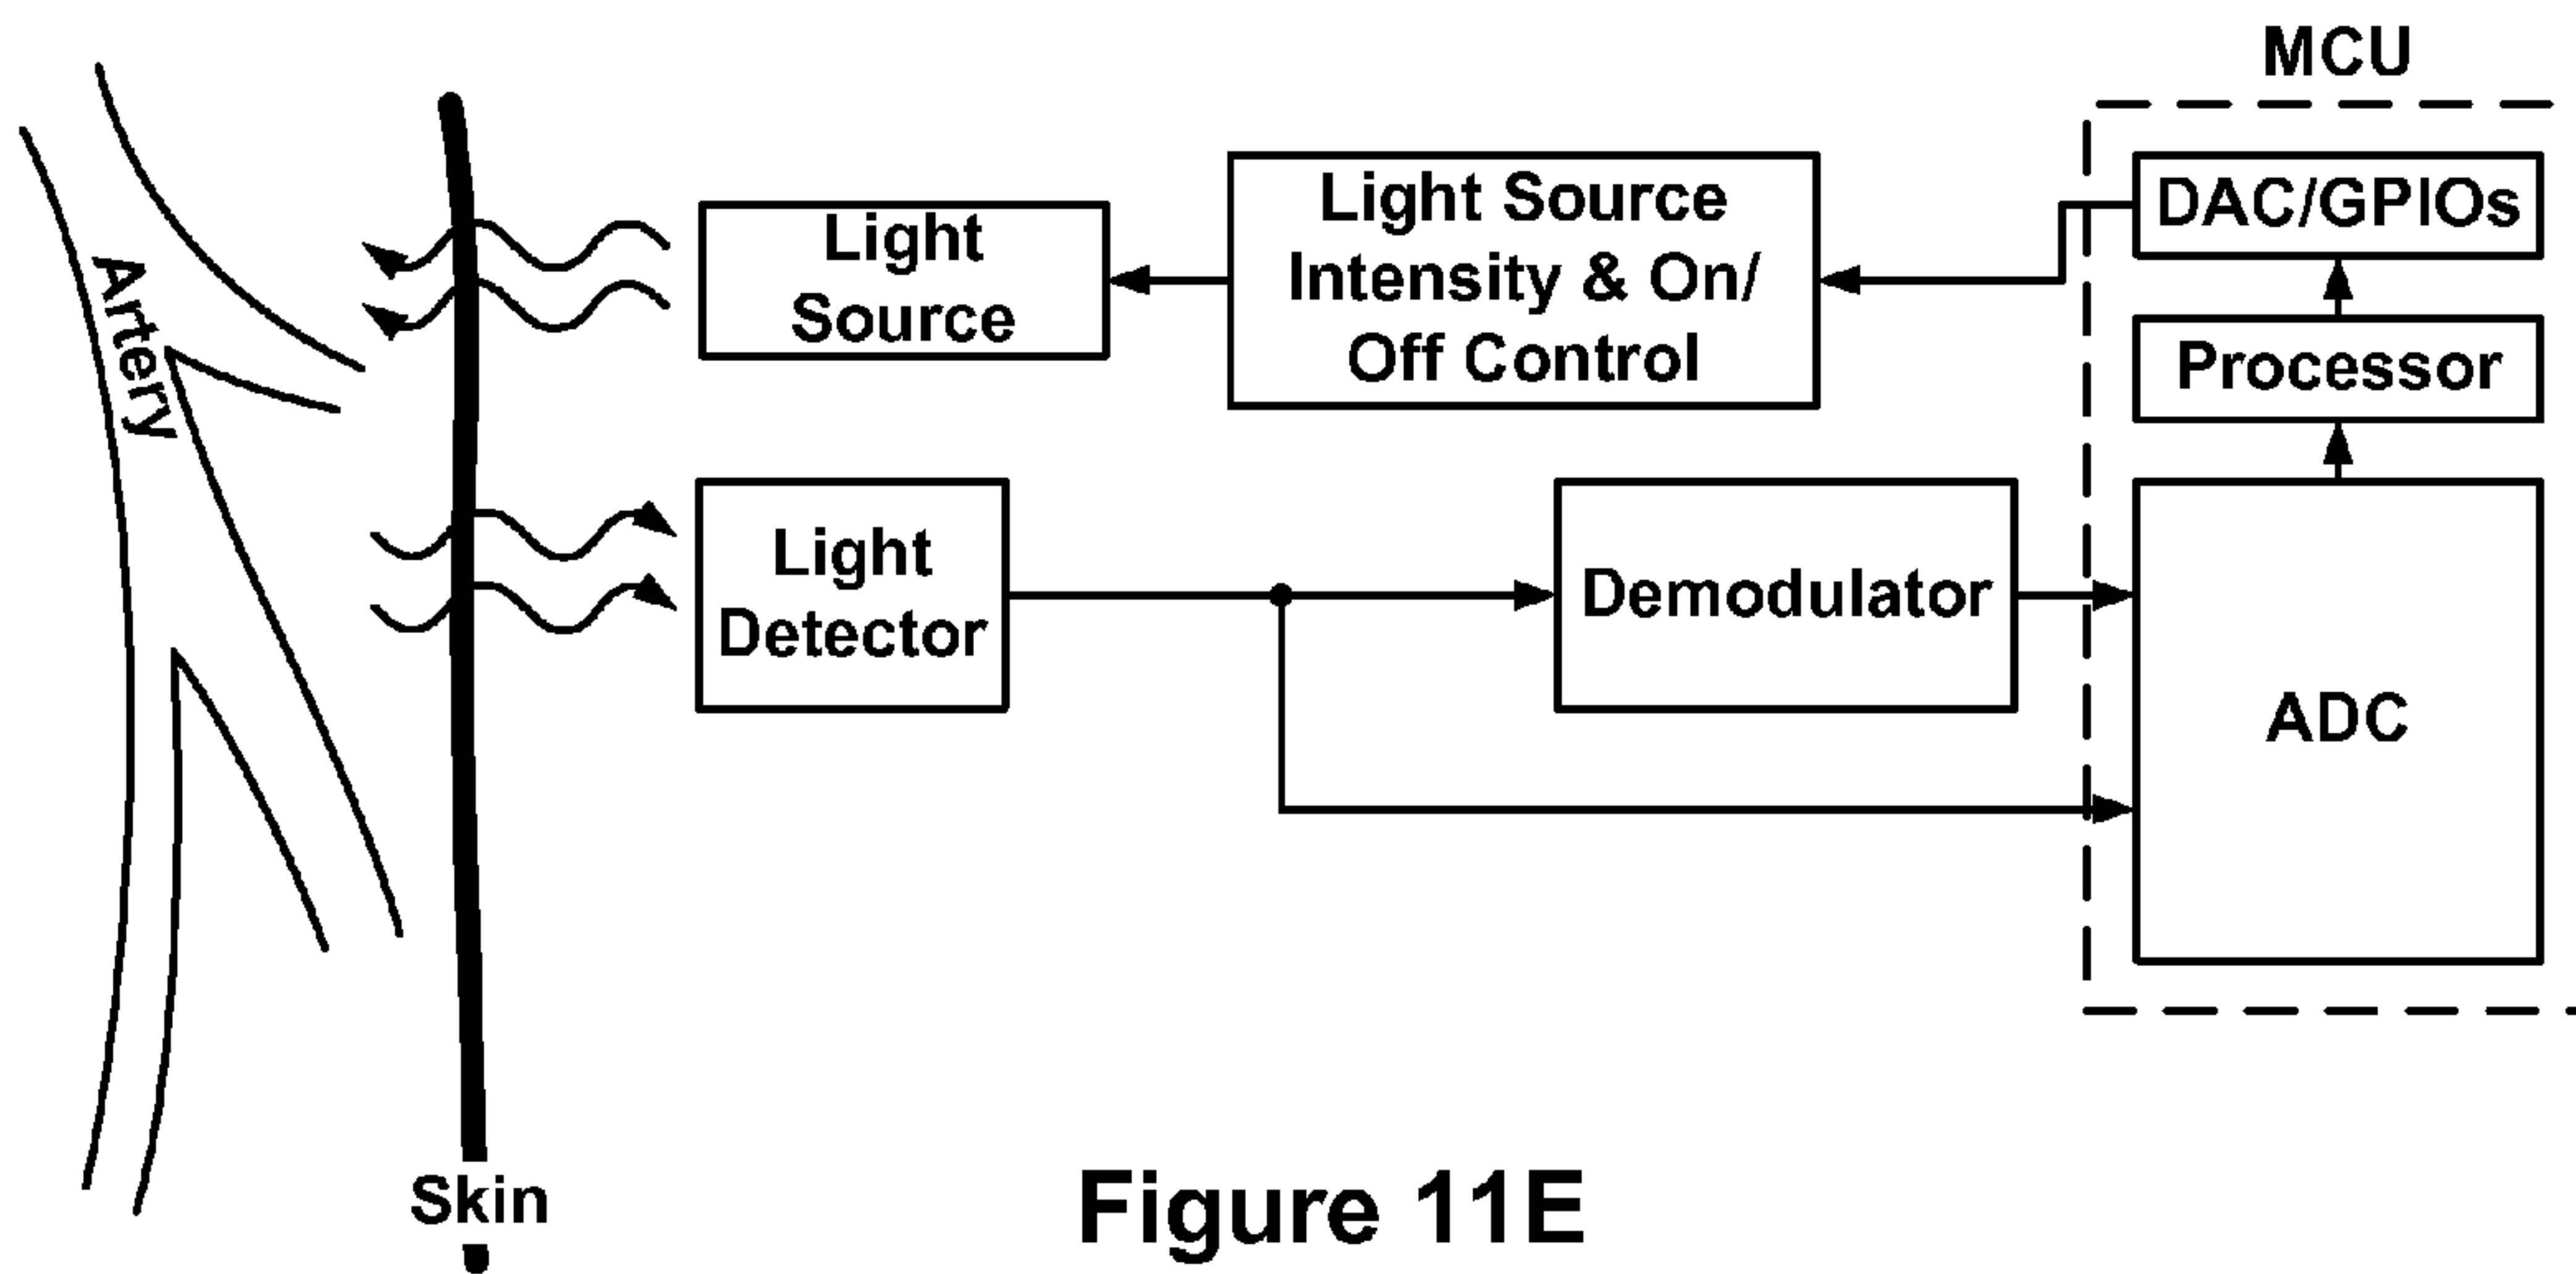 MCU
Light
Source
Light Source
Intensity & On/
Off Control
DAC/GPIOs
Processor
Artery
Light
Detector
Demodulator
ADC
Skin
Figure 11E